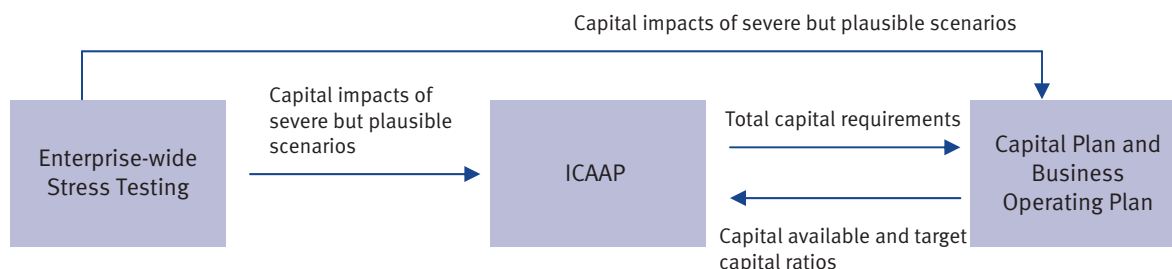 Capital impacts of severe but plausible scenarios
Enterprise-wide
Stress Testing
Capital impacts of
severe but plausible
scenarios
ICAAP
Total capital requirements
Capital available and target
capital ratios
Capital Plan and
Business
Operating Plan